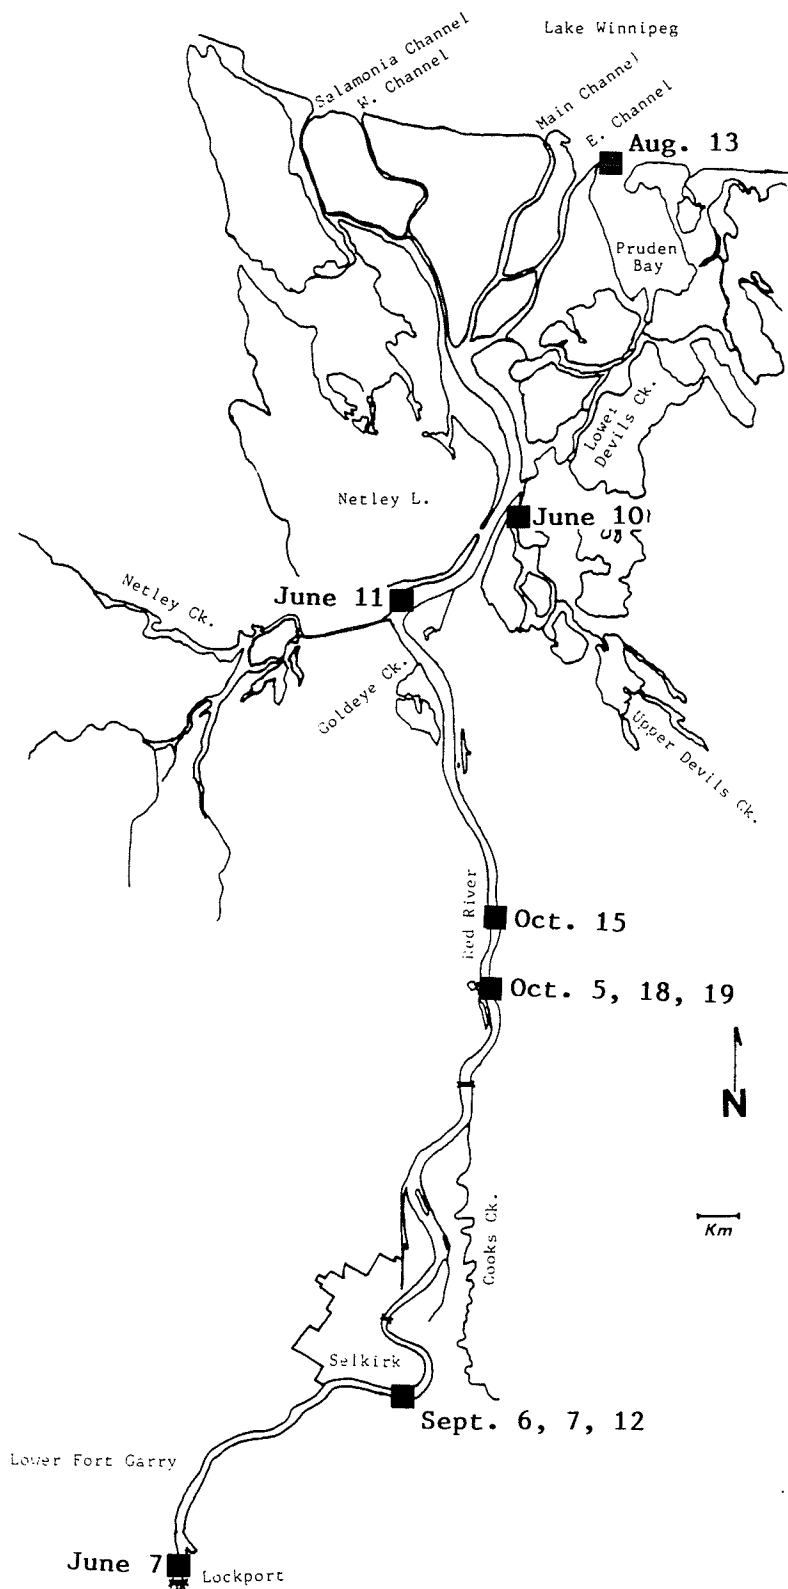 Lake Winnipeg
Salamonia Channel
W. Channel
Main Channel
E. Channel
Aug. 13
Pruden
Bay
Lower
Devils Ck.
Netley L.
June 10
Netley Ck.
June 11
Goldeye Ck.
Upper Devils Ck.
Red River
Oct. 15
Oct. 5, 18, 19
N
Km
Cooks Ck.
Selkirk
Sept. 6, 7, 12
Lower Fort Garry
June 7
Lockport